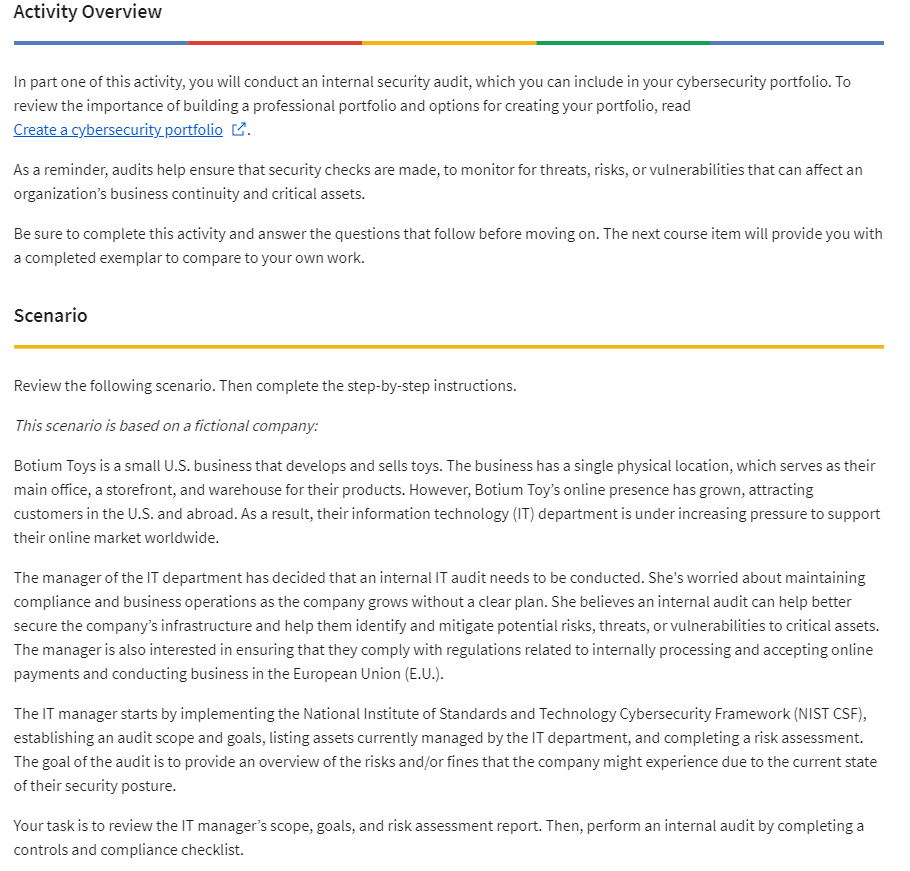 Activity Overview
In part one of this activity, you will conduct an internal security audit, which you can include in your cybersecurity portfolio. To
review the importance of building a professional portfolio and options for creating your portfolio, read
Create a cybersecurity portfolio.
As a reminder, audits help ensure that security checks are made, to monitor for threats, risks, or vulnerabilities that can affect an
organization's business continuity and critical assets.
Be sure to complete this activity and answer the questions that follow before moving on. The next course item will provide you with
a completed exemplar to compare to your own work.
Scenario
Review the following scenario. Then complete the step-by-step instructions.
This scenario is based on a fictional company:
Botium Toys is a small U.S. business that develops and sells toys. The business has a single physical location, which serves as their
main office, a storefront, and warehouse for their products. However, Botium Toy's online presence has grown, attracting
customers in the U.S. and abroad. As a result, their information technology (IT) department is under increasing pressure to support
their online market worldwide.
The manager of the IT department has decided that an internal IT audit needs to be conducted. She's worried about maintaining
compliance and business operations as the company grows without a clear plan. She believes an internal audit can help better
secure the company's infrastructure and help them identify and mitigate potential risks, threats, or vulnerabilities to critical assets.
The manager is also interested in ensuring that they comply with regulations related to internally processing and accepting online
payments and conducting business in the European Union (E.U.).
The IT manager starts by implementing the National Institute of Standards and Technology Cybersecurity Framework (NIST CSF),
establishing an audit scope and goals, listing assets currently managed by the IT department, and completing a risk assessment.
The goal of the audit is to provide an overview of the risks and/or fines that the company might experience due to the current state
of their security posture.
Your task is to review the IT manager's scope, goals, and risk assessment report. Then, perform an internal audit by completing a
controls and compliance checklist.